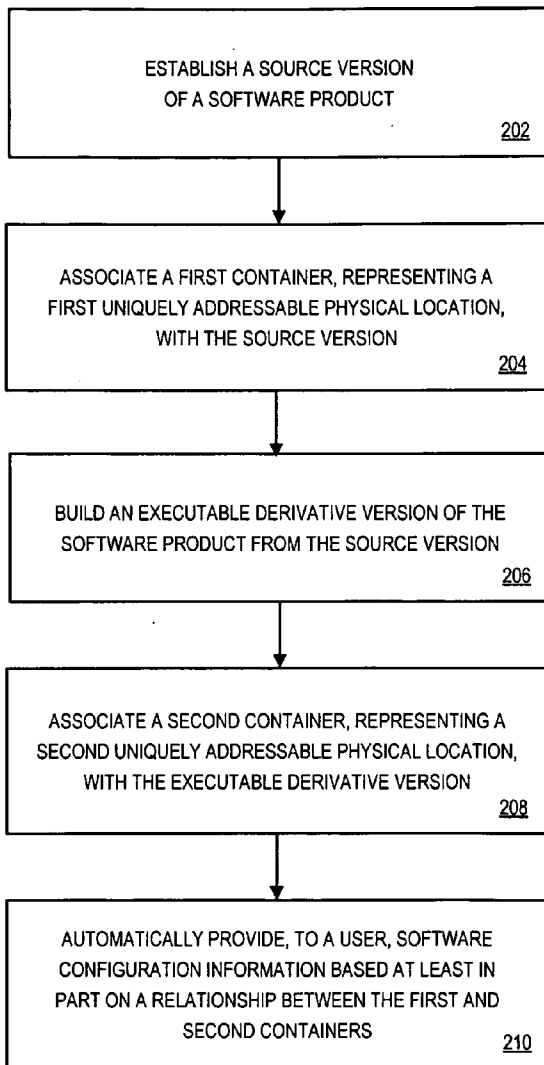 ESTABLISH A SOURCE VERSION
OF A SOFTWARE PRODUCT
202
ASSOCIATE A FIRST CONTAINER, REPRESENTING A
FIRST UNIQUELY ADDRESSABLE PHYSICAL LOCATION,
WITH THE SOURCE VERSION
204
BUILD AN EXECUTABLE DERIVATIVE VERSION OF THE
SOFTWARE PRODUCT FROM THE SOURCE VERSION
206
ASSOCIATE A SECOND CONTAINER, REPRESENTING A
SECOND UNIQUELY ADDRESSABLE PHYSICAL LOCATION,
WITH THE EXECUTABLE DERIVATIVE VERSION
208
AUTOMATICALLY PROVIDE, TO A USER, SOFTWARE
CONFIGURATION INFORMATION BASED AT LEAST IN
PART ON A RELATIONSHIP BETWEEN THE FIRST AND
SECOND CONTAINERS
210